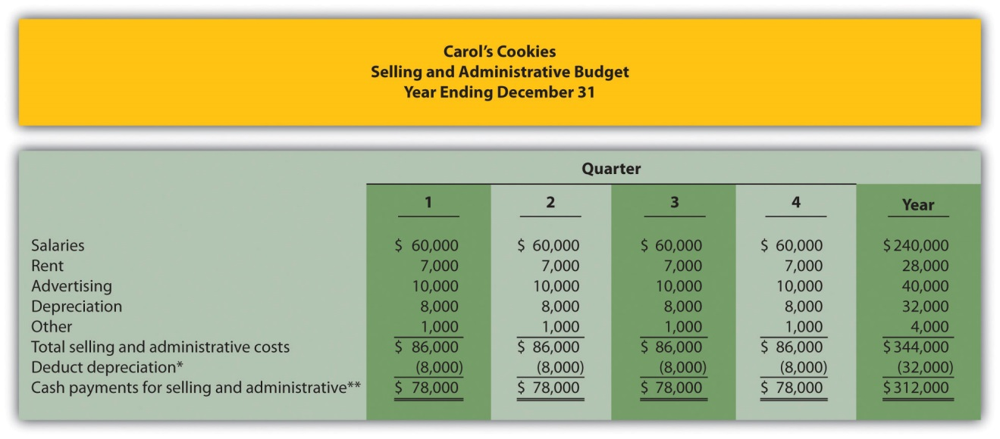 Carol’s Cookies
Selling and Administrative Budget
Year Ending December 31
Quarter
1 2 3 4 Year
Salaries $ 60,000 $ 60,000 $ 60,000 $ 60,000 $ 240,000
Rent 7,000 7,000 7,000 7,000 28,000
Advertising 10,000 10,000 10,000 10,000 40,000
Depreciation 8,000 8,000 8,000 8,000 32,000
Other 1,000 1,000 1,000 1,000 4,000
Total selling and administrative costs $ 86,000 $ 86,000 $ 86,000 $ 86,000 $ 344,000
Deduct depreciation* (8,000) (8,000) (8,000) (8,000) (32,000)
Cash payments for selling and administrative** $ 78,000 $ 78,000 $ 78,000 $ 78,000 $ 312,000